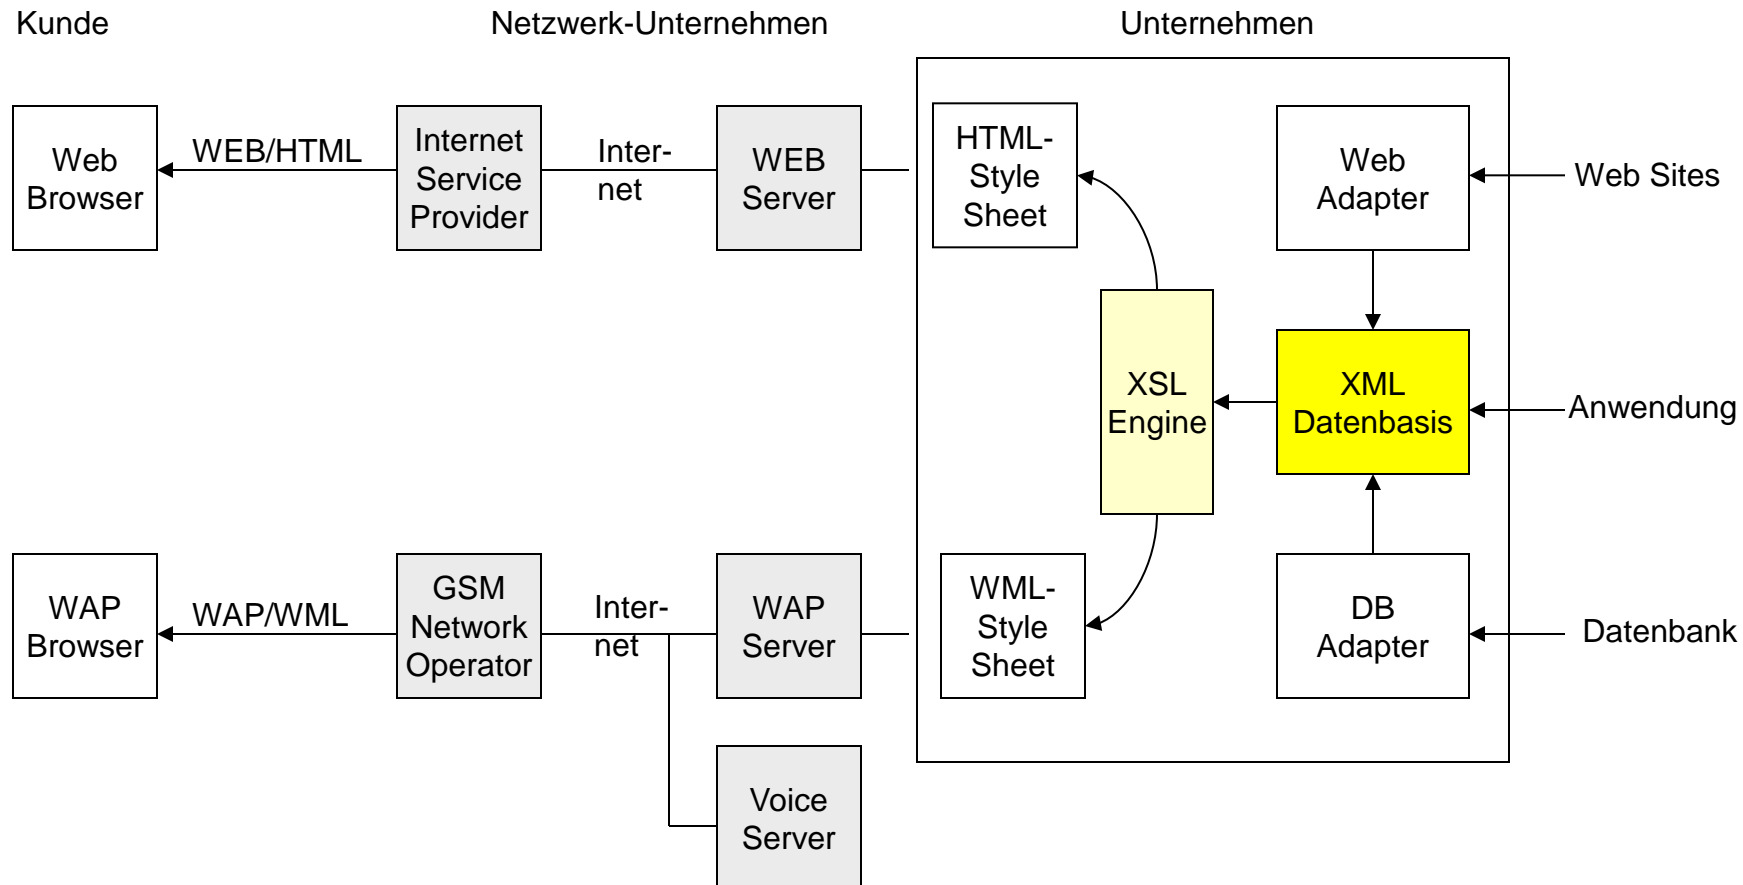 Kunde
Netzwerk-Unternehmen
Unternehmen
Web
Browser
WEB/HTML
Internet
Service
Provider
Inter-
net
WEB
Server
HTML-
Style
Sheet
Web
Adapter
Web Sites
XSL
Engine
XML
Datenbasis
Anwendung
WAP
Browser
WAP/WML
GSM
Network
Operator
Inter-
net
WAP
Server
WML-
Style
Sheet
DB
Adapter
Datenbank
Voice
Server